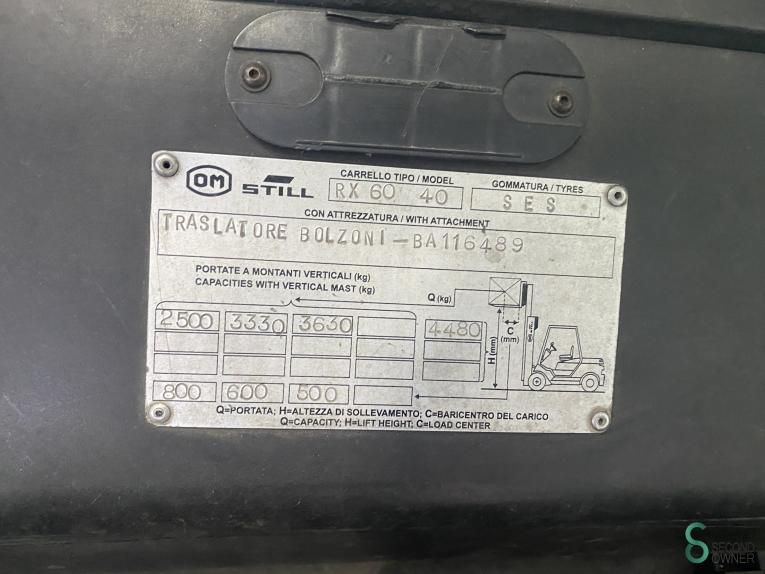 OM STILL
CARRELLO TIPO / MODEL
RX 60 40
GOMMATURA / TYRES
SES
CON ATTREZZATURA / WITH ATTACHMENT
TRASLATORE BOLZONI-BA116489
PORTATE A MONTANTI VERTICALI (kg)
CAPACITIES WITH VERTICAL MAST (kg)
Q (kg)
C
(mm)
H (mm)
2500 3330 3630 4480
800 600 500
Q=PORTATA; H=ALTEZZA DI SOLLEVAMENTO; C=BARICENTRO DEL CARICO
Q=CAPACITY; H=LIFT HEIGHT; C=LOAD CENTER
SECOND
OWNER